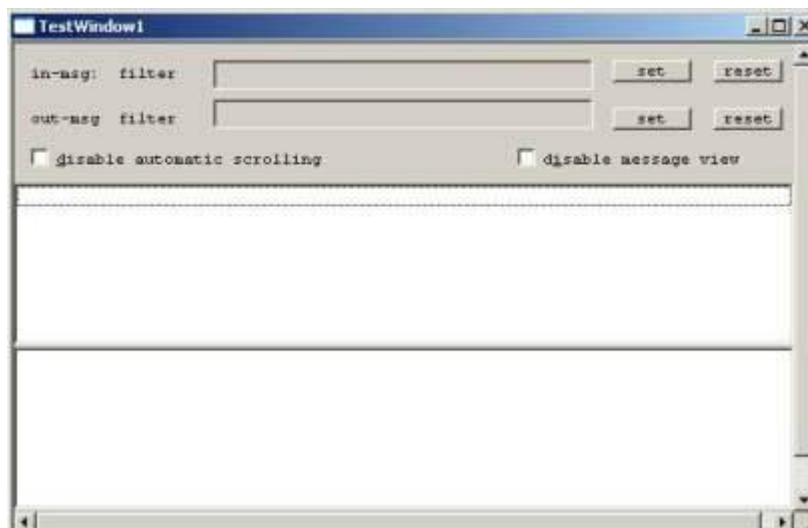 TestWindow1
in-msg: filter set reset
out-msg filter set reset
disable automatic scrolling disable message view